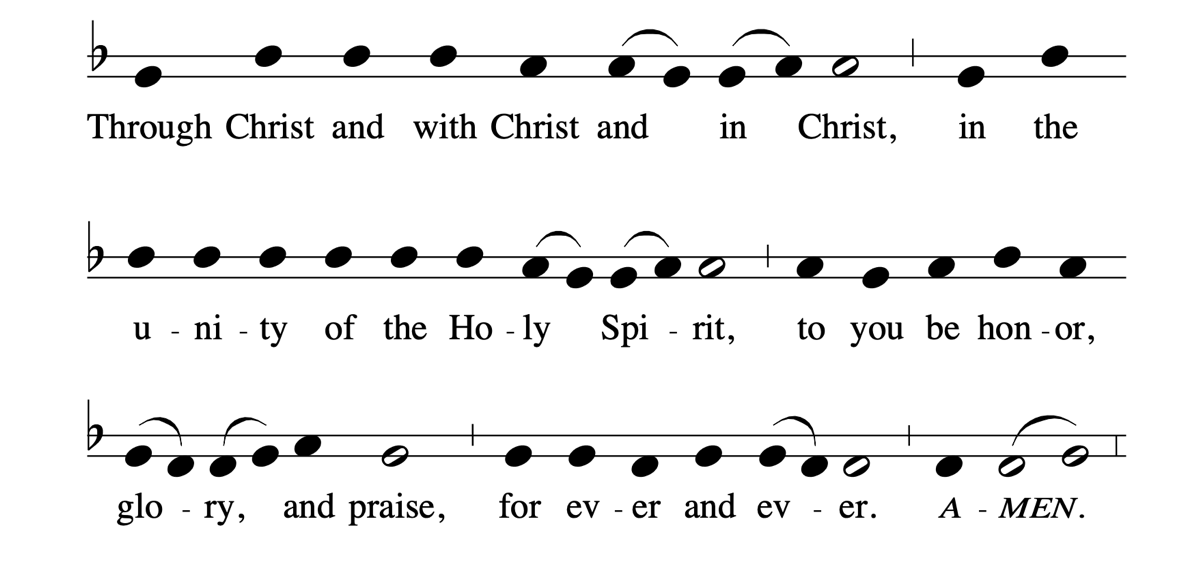 Through Christ and with Christ and in Christ, in the
u - ni - ty of the Ho - ly Spi - rit, to you be hon - or,
glo - ry, and praise, for ev - er and ev - er. A - MEN.